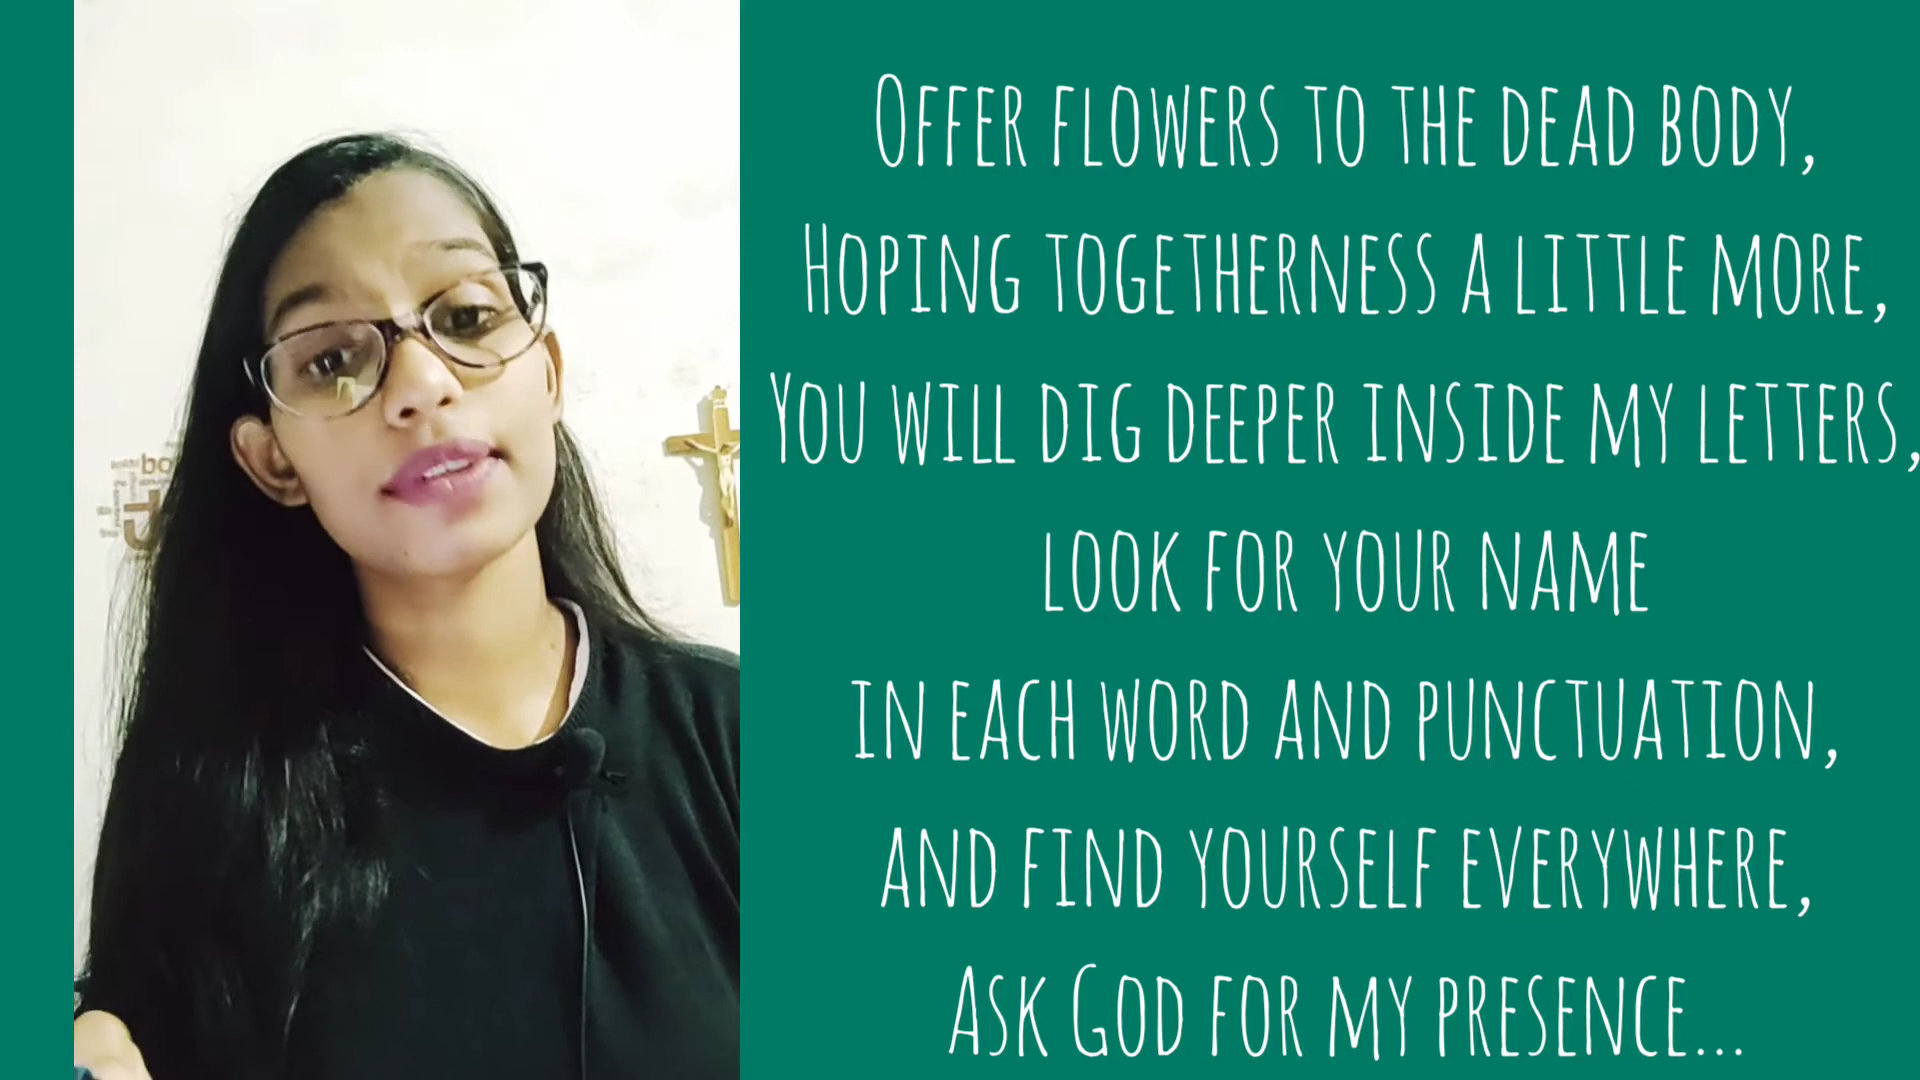 Offer flowers to the dead body,
Hoping togetherness a little more,
You will dig deeper inside my letters,
look for your name
in each word and punctuation,
and find yourself everywhere,
Ask God for my presence...